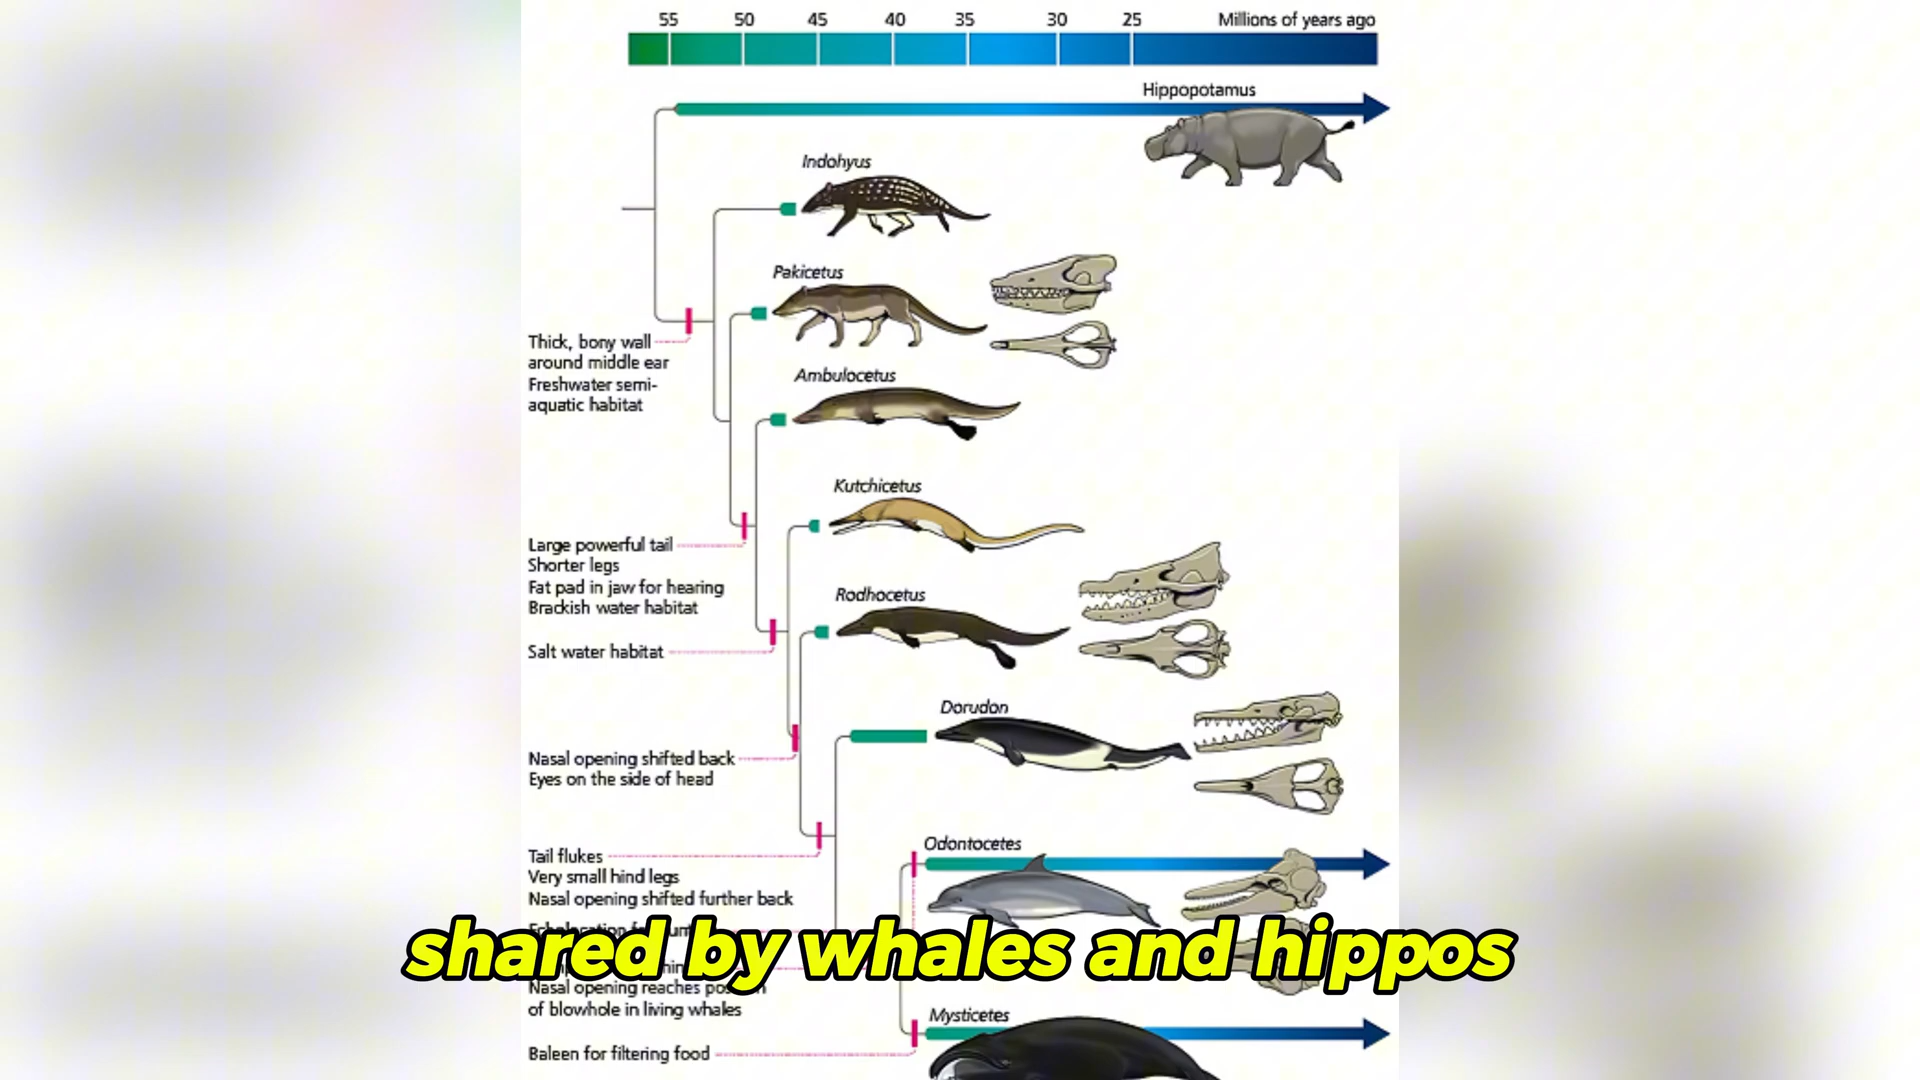 55 50 45 40 35 30 25 Millions of years ago
Hippopotamus
Indohyus
Pakicetus
Thick, bony wall
around middle ear
Freshwater semi-
aquatic habitat
Ambulocetus
Kutchicetus
Large powerful tail
Shorter legs
Fat pad in jaw for hearing
Brackish water habitat
Rodhocetus
Salt water habitat
Dorudon
Nasal opening shifted back
Eyes on the side of head
Odontocetes
Tail flukes
Very small hind legs
Nasal opening shifted further back
shared by whales and hippos
Nasal opening reaches
of blowhole in living whales
Mysticetes
Baleen for filtering food